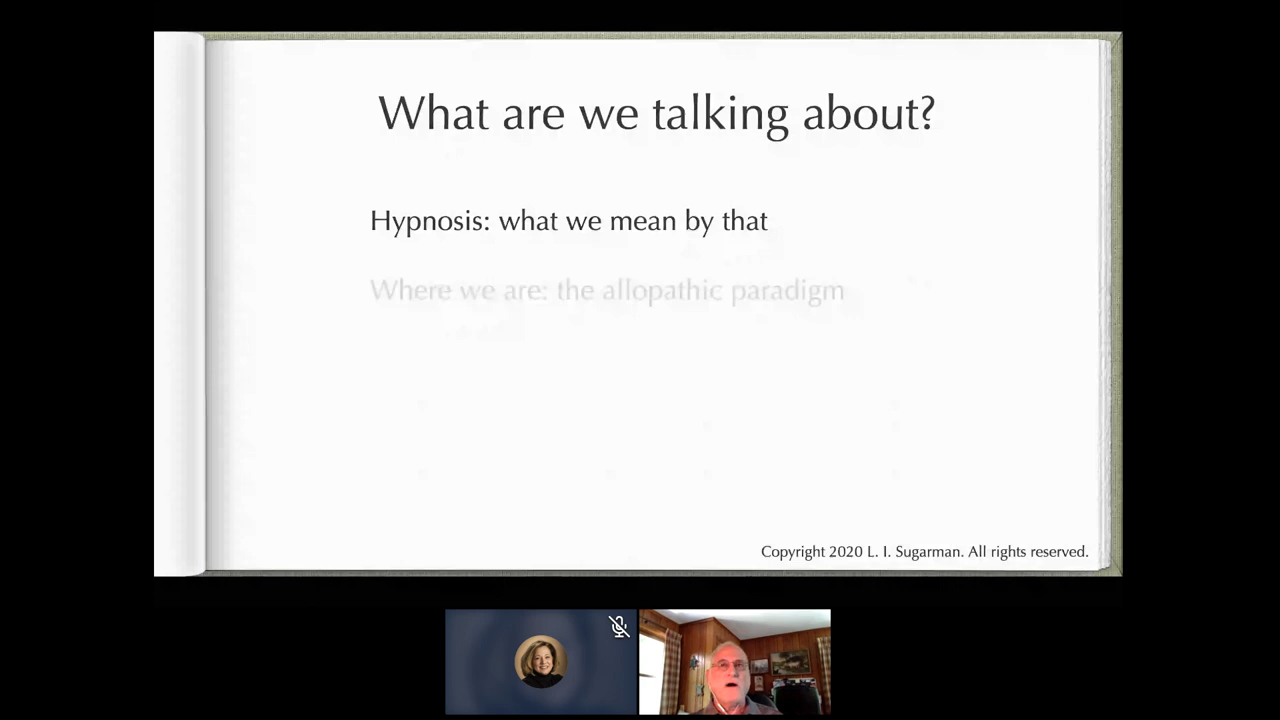 What are we talking about?
Hypnosis: what we mean by that
Where we are: the allopathic paradigm
Copyright 2020 L. I. Sugarman. All rights reserved.